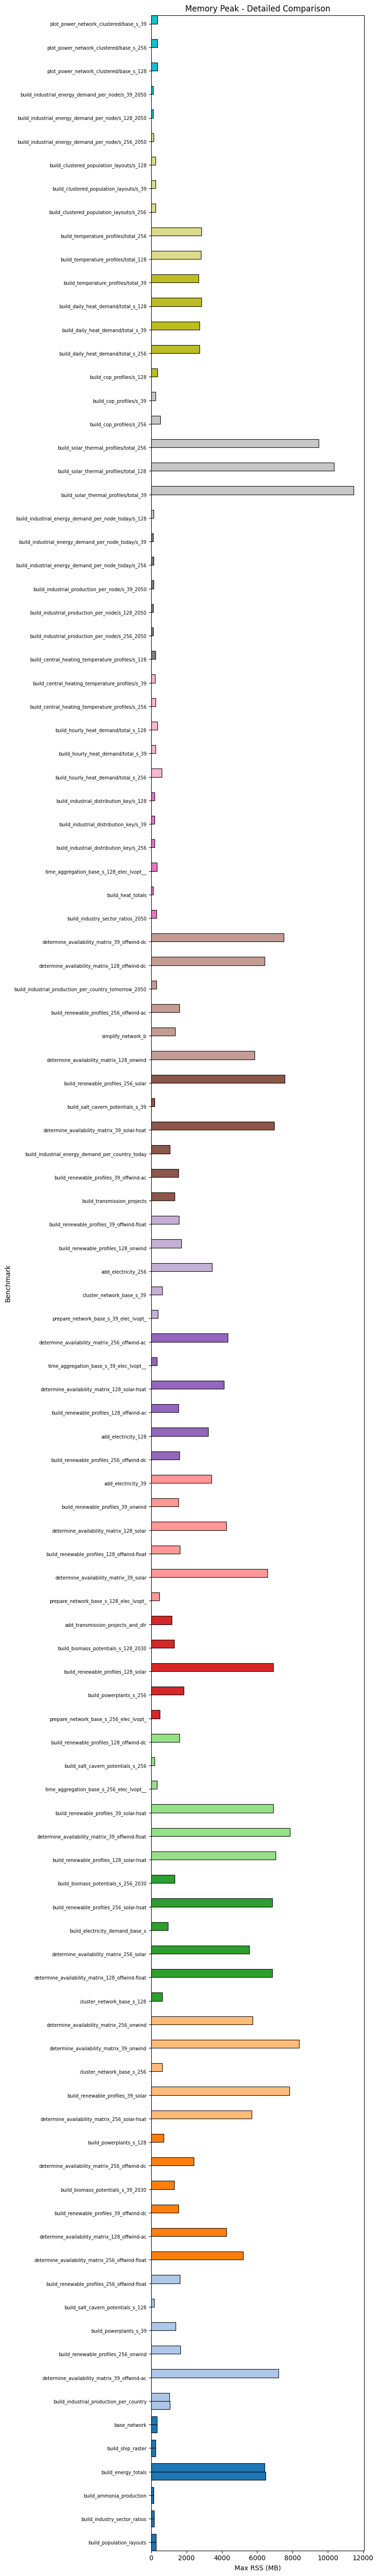 Memory Peak - Detailed Comparison
plot_power_network_clustered/base_s_39
plot_power_network_clustered/base_s_256
plot_power_network_clustered/base_s_128
build_industrial_energy_demand_per_node/s_39_2050
build_industrial_energy_demand_per_node/s_128_2050
build_industrial_energy_demand_per_node/s_256_2050
build_clustered_population_layouts/s_128
build_clustered_population_layouts/s_39
build_clustered_population_layouts/s_256
build_temperature_profiles/total_256
build_temperature_profiles/total_128
build_temperature_profiles/total_39
build_daily_heat_demand/total_s_128
build_daily_heat_demand/total_s_39
build_daily_heat_demand/total_s_256
build_cop_profiles/s_128
build_cop_profiles/s_39
build_cop_profiles/s_256
build_solar_thermal_profiles/total_256
build_solar_thermal_profiles/total_128
build_solar_thermal_profiles/total_39
build_industrial_energy_demand_per_node_today/s_128
build_industrial_energy_demand_per_node_today/s_39
build_industrial_energy_demand_per_node_today/s_256
build_industrial_production_per_node/s_39_2050
build_industrial_production_per_node/s_128_2050
build_industrial_production_per_node/s_256_2050
build_central_heating_temperature_profiles/s_128
build_central_heating_temperature_profiles/s_39
build_central_heating_temperature_profiles/s_256
build_hourly_heat_demand/total_s_128
build_hourly_heat_demand/total_s_39
build_hourly_heat_demand/total_s_256
build_industrial_distribution_key/s_128
build_industrial_distribution_key/s_39
build_industrial_distribution_key/s_256
time_aggregation_base_s_128_elec_lvopt__
build_heat_totals
build_industry_sector_ratios_2050
determine_availability_matrix_39_offwind-dc
determine_availability_matrix_128_offwind-dc
build_industrial_production_per_country_tomorrow_2050
build_renewable_profiles_256_offwind-ac
simplify_network_b
determine_availability_matrix_128_onwind
build_renewable_profiles_256_solar
build_salt_cavern_potentials_s_39
determine_availability_matrix_39_solar-hsat
build_industrial_energy_demand_per_country_today
build_renewable_profiles_39_offwind-ac
build_transmission_projects
build_renewable_profiles_39_offwind-float
build_renewable_profiles_128_onwind
add_electricity_256
cluster_network_base_s_39
prepare_network_base_s_39_elec_lvopt_
determine_availability_matrix_256_offwind-ac
time_aggregation_base_s_39_elec_lvopt__
determine_availability_matrix_128_solar-hsat
build_renewable_profiles_128_offwind-ac
add_electricity_128
build_renewable_profiles_256_offwind-dc
add_electricity_39
build_renewable_profiles_39_onwind
determine_availability_matrix_128_solar
build_renewable_profiles_128_offwind-float
determine_availability_matrix_39_solar
prepare_network_base_s_128_elec_lvopt_
add_transmission_projects_and_dlr
build_biomass_potentials_s_128_2030
build_renewable_profiles_128_solar
build_powerplants_s_256
prepare_network_base_s_256_elec_lvopt_
build_renewable_profiles_128_offwind-dc
build_salt_cavern_potentials_s_256
time_aggregation_base_s_256_elec_lvopt__
build_renewable_profiles_39_solar-hsat
determine_availability_matrix_39_offwind-float
build_renewable_profiles_128_solar-hsat
build_biomass_potentials_s_256_2030
build_renewable_profiles_256_solar-hsat
build_electricity_demand_base_s
determine_availability_matrix_256_solar
determine_availability_matrix_128_offwind-float
cluster_network_base_s_128
determine_availability_matrix_256_onwind
determine_availability_matrix_39_onwind
cluster_network_base_s_256
build_renewable_profiles_39_solar
determine_availability_matrix_256_solar-hsat
build_powerplants_s_128
determine_availability_matrix_256_offwind-dc
build_biomass_potentials_s_39_2030
build_renewable_profiles_39_offwind-dc
determine_availability_matrix_128_offwind-ac
determine_availability_matrix_256_offwind-float
build_renewable_profiles_256_offwind-float
build_salt_cavern_potentials_s_128
build_powerplants_s_39
build_renewable_profiles_256_onwind
determine_availability_matrix_39_offwind-ac
build_industrial_production_per_country
base_network
build_ship_raster
build_energy_totals
build_ammonia_production
build_industry_sector_ratios
build_population_layouts
Benchmark
0 2000 4000 6000 8000 10000 12000
Max RSS (MB)